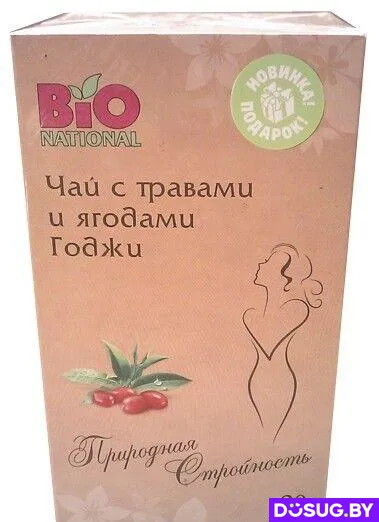 BiO
NATIONAL
НОВИНКА!
ПОДАРОК!
Чай с травами
и ягодами
Годжи
Природная
Стройность
DOSUG.BY